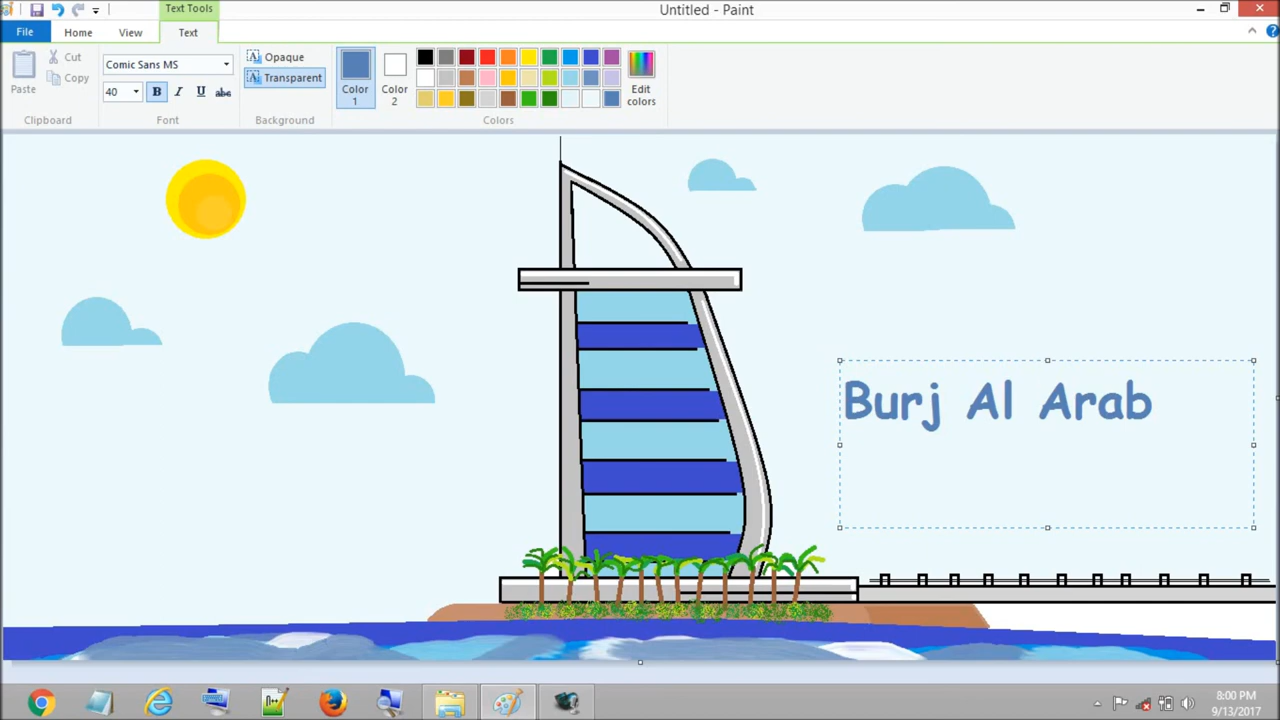 Text Tools
Untitled - Paint
File
Home
View
Text
Paste
Cut
Copy
Clipboard
Comic Sans MS
40
B I U abc
Font
Opaque
Transparent
Background
Color 1
Color 2
Edit colors
Colors
Burj Al Arab
8:00 PM
9/13/2017